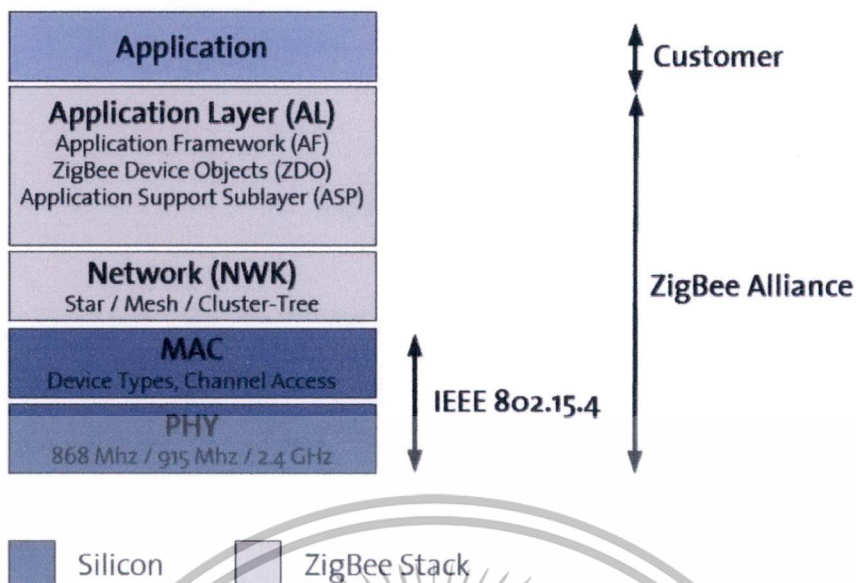 Application
Customer
Application Layer (AL)
Application Framework (AF)
ZigBee Device Objects (ZDO)
Application Support Sublayer (ASP)
Network (NWK)
Star / Mesh / Cluster-Tree
ZigBee Alliance
MAC
Device Types, Channel Access
IEEE 802.15.4
PHY
868 Mhz / 915 Mhz / 2.4 GHz
Silicon
ZigBee Stack